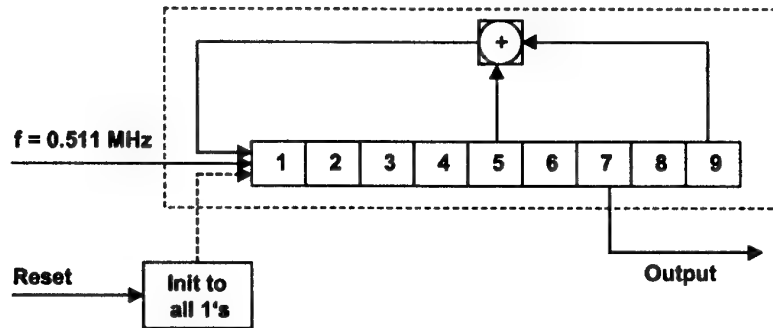 +
f = 0.511 MHz
1 2 3 4 5 6 7 8 9
Reset
Init to
all 1's
Output